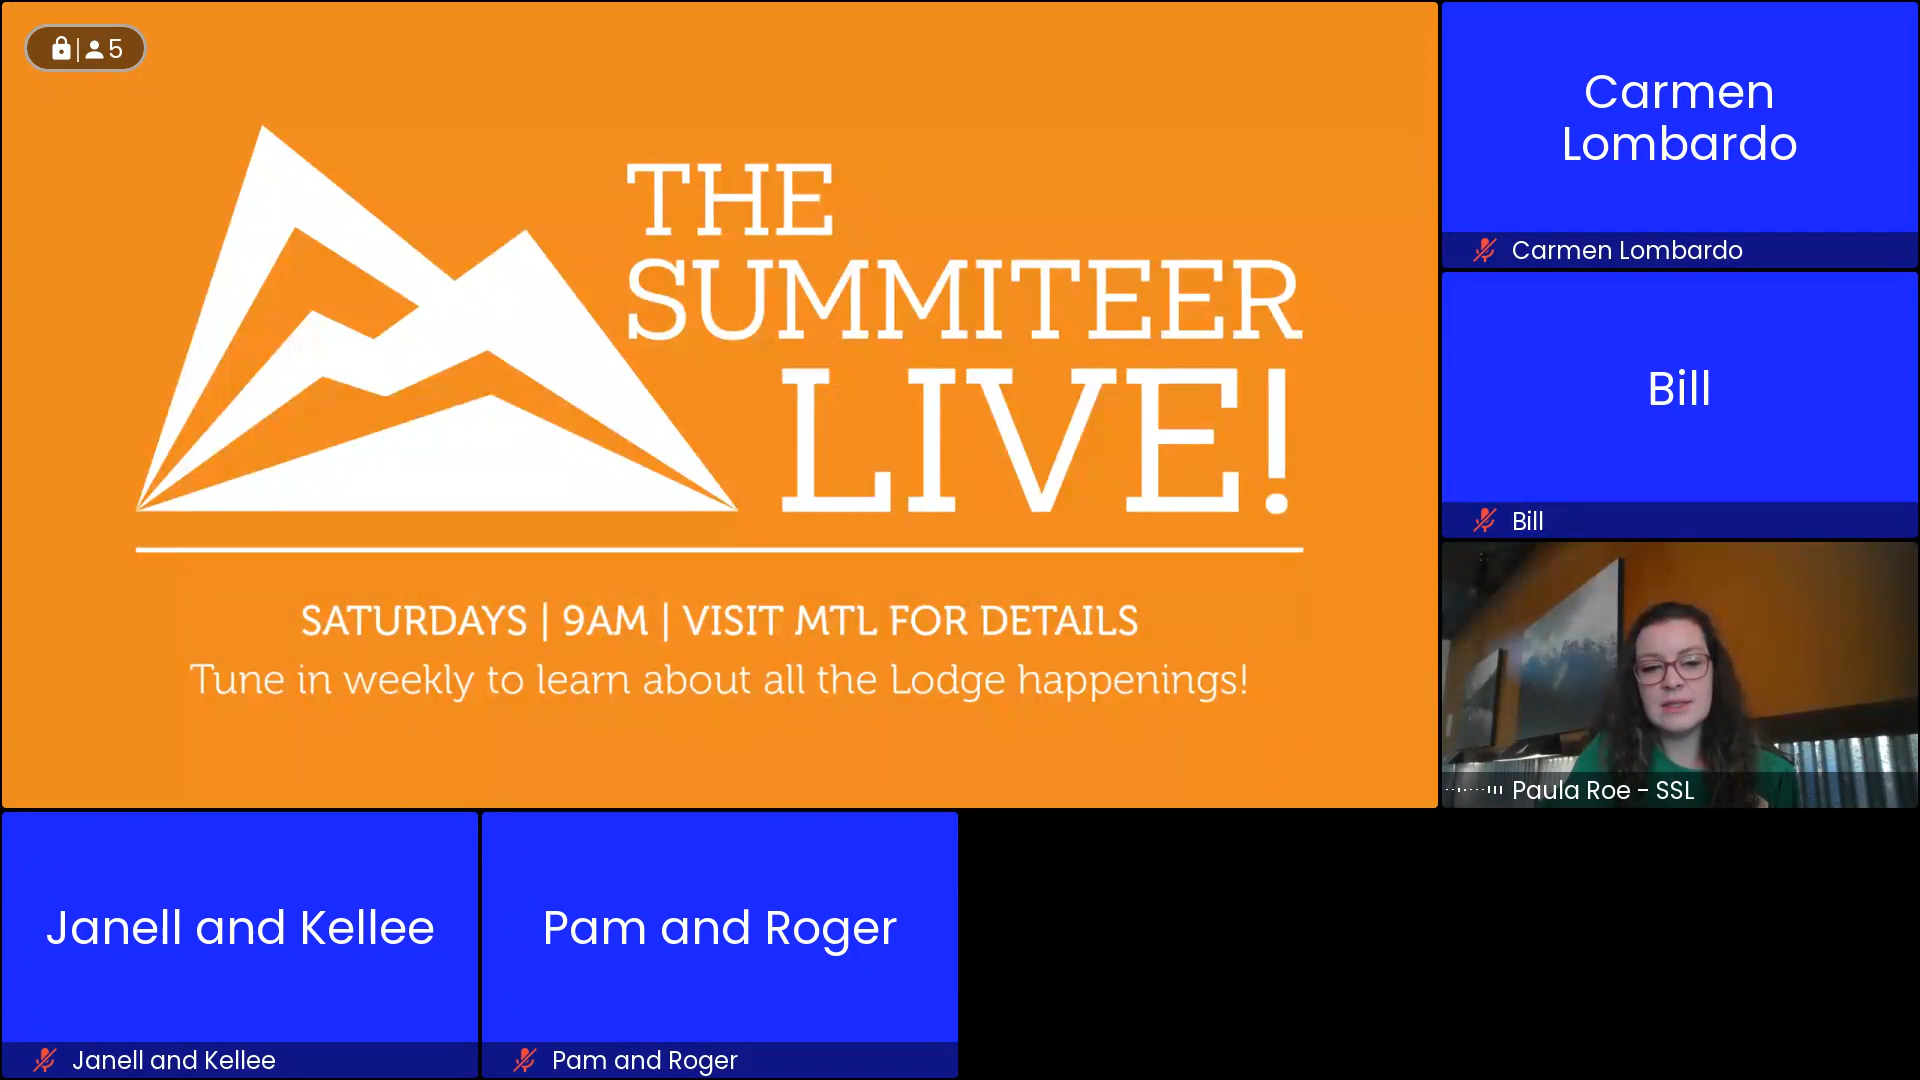 5
THE
SUMMITEER
LIVE!
SATURDAYS | 9AM | VISIT MTL FOR DETAILS
Tune in weekly to learn about all the Lodge happenings!
Carmen
Lombardo
Carmen Lombardo
Bill
Bill
Paula Roe - SSL
Janell and Kellee
Janell and Kellee
Pam and Roger
Pam and Roger